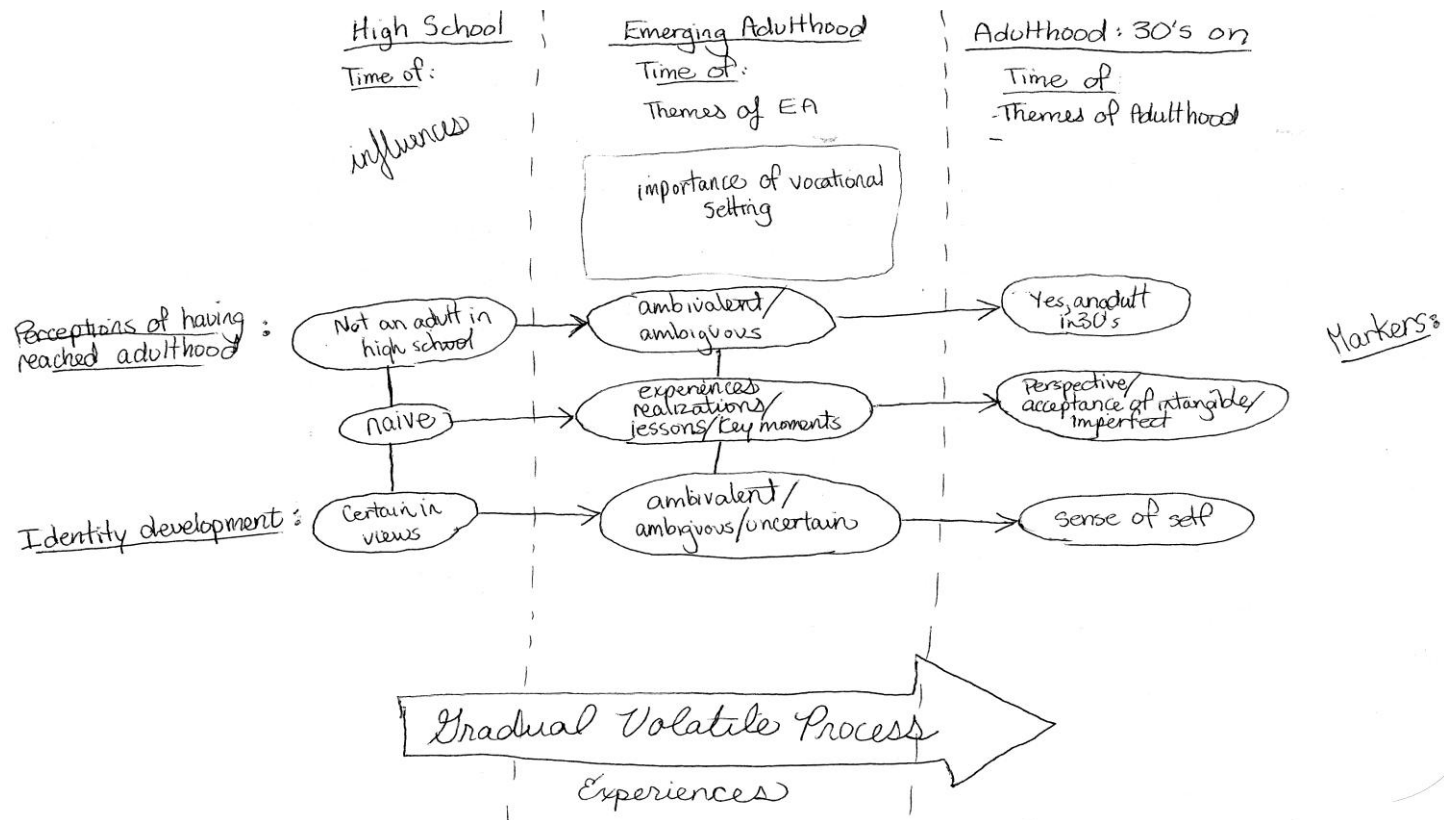 High School
Time of:
influences
Emerging Adulthood
Time of:
Themes of EA
importance of vocational
setting
Adulthood: 30's on
Time of
-Themes of Adulthood
-
Perceptions of having
reached adulthood :
Not an adult in
high school
ambivalent/
ambiguous
Yes, an adult
in 30's
Markers:
naive
experiences
realizations/
lessons/key moments
Perspective/
acceptance of intangible/
imperfect
Identity development :
Certain in
views
ambivalent/
ambiguous/uncertain
sense of self
Gradual Volatile Process
Experiences